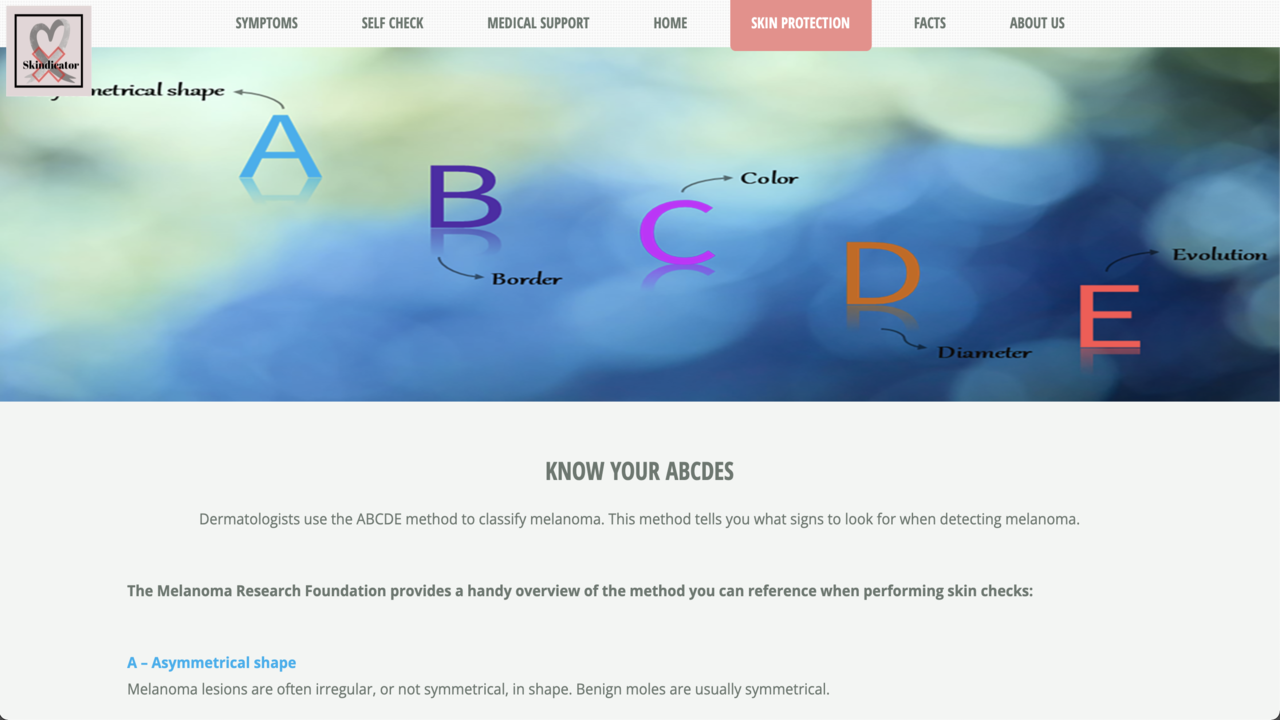 SYMPTOMS SELF CHECK MEDICAL SUPPORT HOME SKIN PROTECTION FACTS ABOUT US
Skindicator
shape
A
B
Color
C
Border
D
Evolution
E
Diameter
KNOW YOUR ABCDES
Dermatologists use the ABCDE method to classify melanoma. This method tells you what signs to look for when detecting melanoma.
The Melanoma Research Foundation provides a handy overview of the method you can reference when performing skin checks:
A – Asymmetrical shape
Melanoma lesions are often irregular, or not symmetrical, in shape. Benign moles are usually symmetrical.